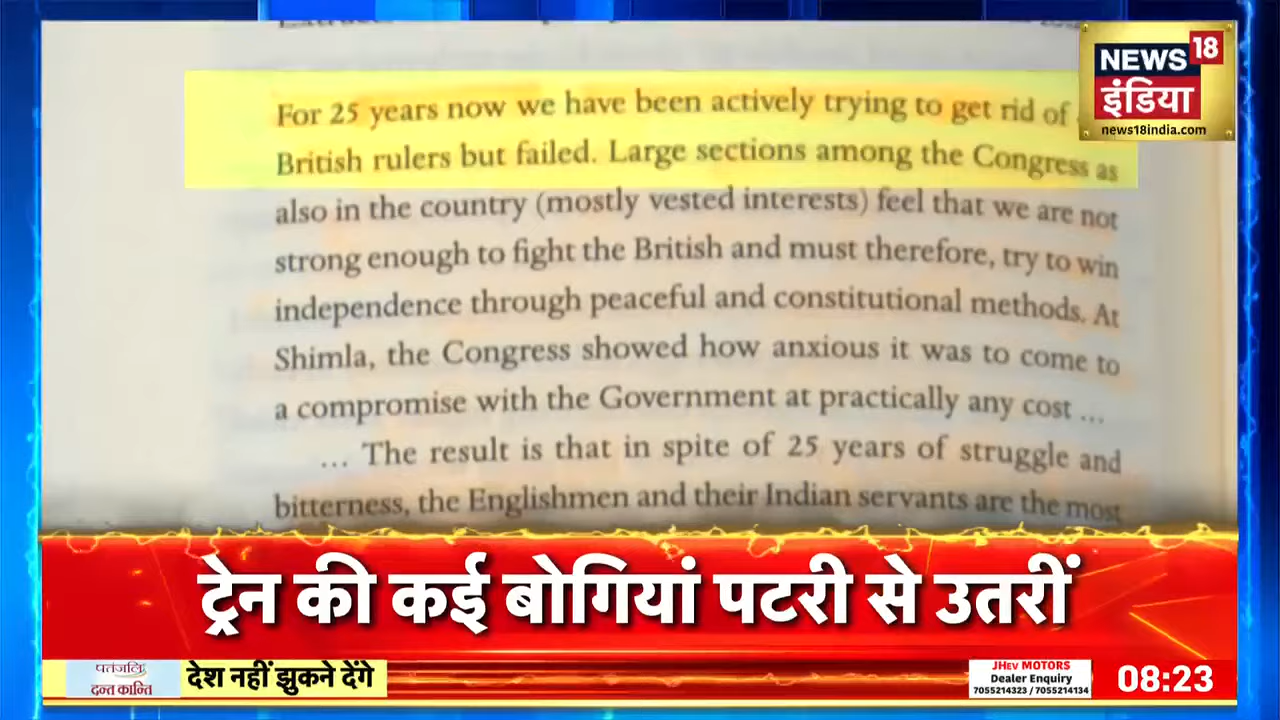 For 25 years now we have been actively trying to get rid of
British rulers but failed. Large sections among the Congress as
also in the country (mostly vested interests) feel that we are not
strong enough to fight the British and must therefore, try to win
independence through peaceful and constitutional methods. At
Shimla, the Congress showed how anxious it was to come to
a compromise with the Government at practically any cost ...
... The result is that in spite of 25 years of struggle and
bitterness, the Englishmen and their Indian servants are the most
NEWS 18
इंडिया
news18india.com
ट्रेन की कई बोगियां पटरी से उतरीं
पतंजलि
दन्त कान्ति
देश नहीं झुकने देंगे
JHEV MOTORS
Dealer Enquiry
7055214323 / 7055214134
08:23